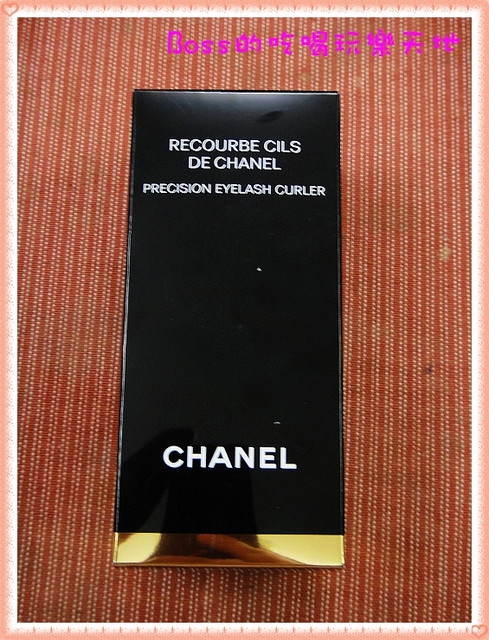 Boss的吃喝玩樂天地
RECOURBE CILS
DE CHANEL
PRECISION EYELASH CURLER
CHANEL